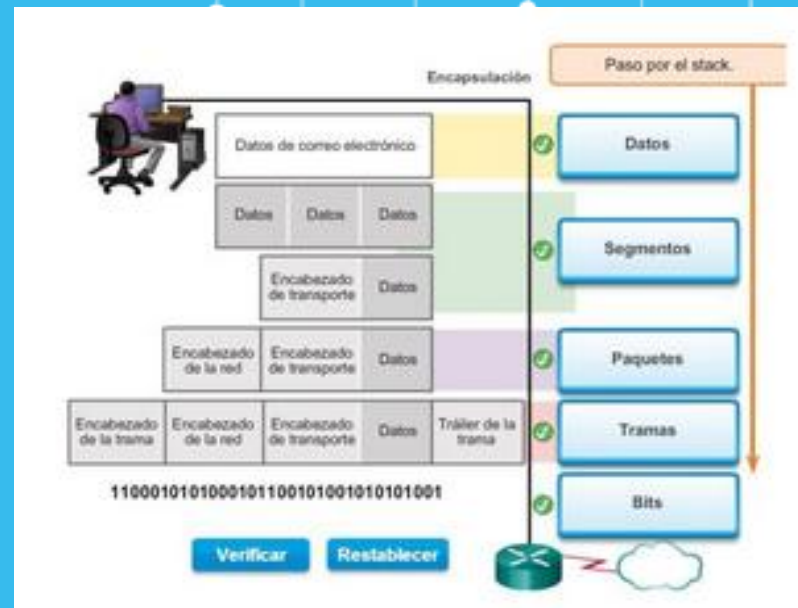 Paso por el stack.
Encapsulación
Datos de correo electrónico
Datos
Datos Datos Datos
Segmentos
Encabezado de transporte Datos
Encabezado de la red Encabezado de transporte Datos
Paquetes
Encabezado de la trama Encabezado de la red Encabezado de transporte Datos Tráiler de la trama
Tramas
Bits
Verificar Restablecer